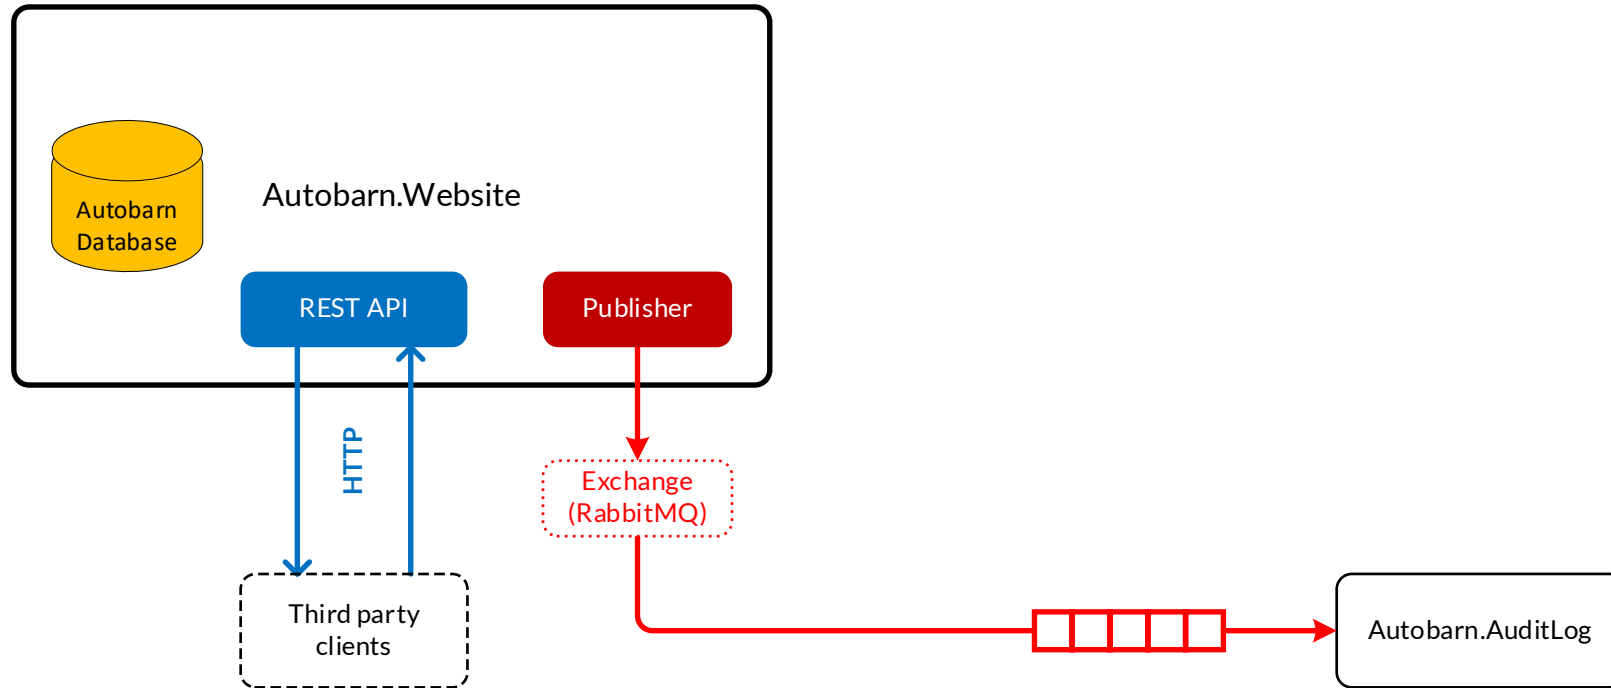 Autobarn.Website
Autobarn
Database
REST API
Publisher
HTTP
Exchange
(RabbitMQ)
Third party
clients
Autobarn.AuditLog